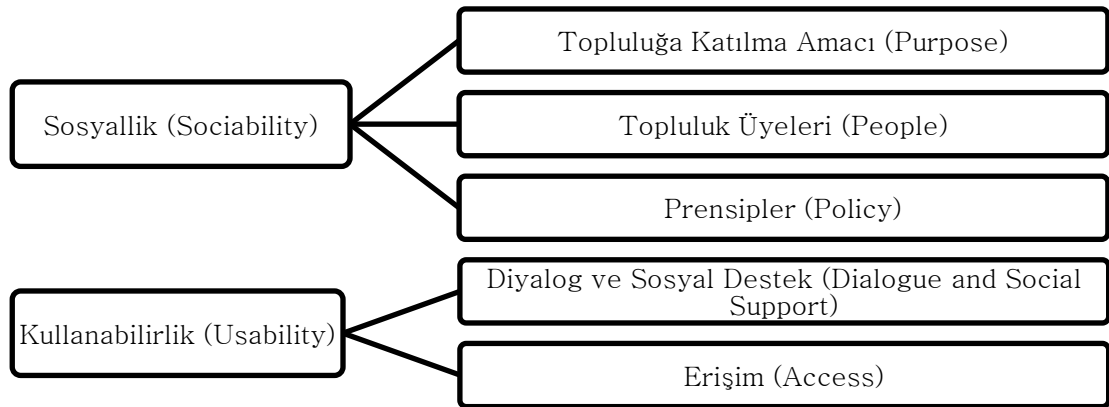 Sosyallik (Sociability)
Topluluğa Katılma Amacı (Purpose)
Topluluk Üyeleri (People)
Prensipler (Policy)
Kullanabilirlik (Usability)
Diyalog ve Sosyal Destek (Dialogue and Social
Support)
Erişim (Access)